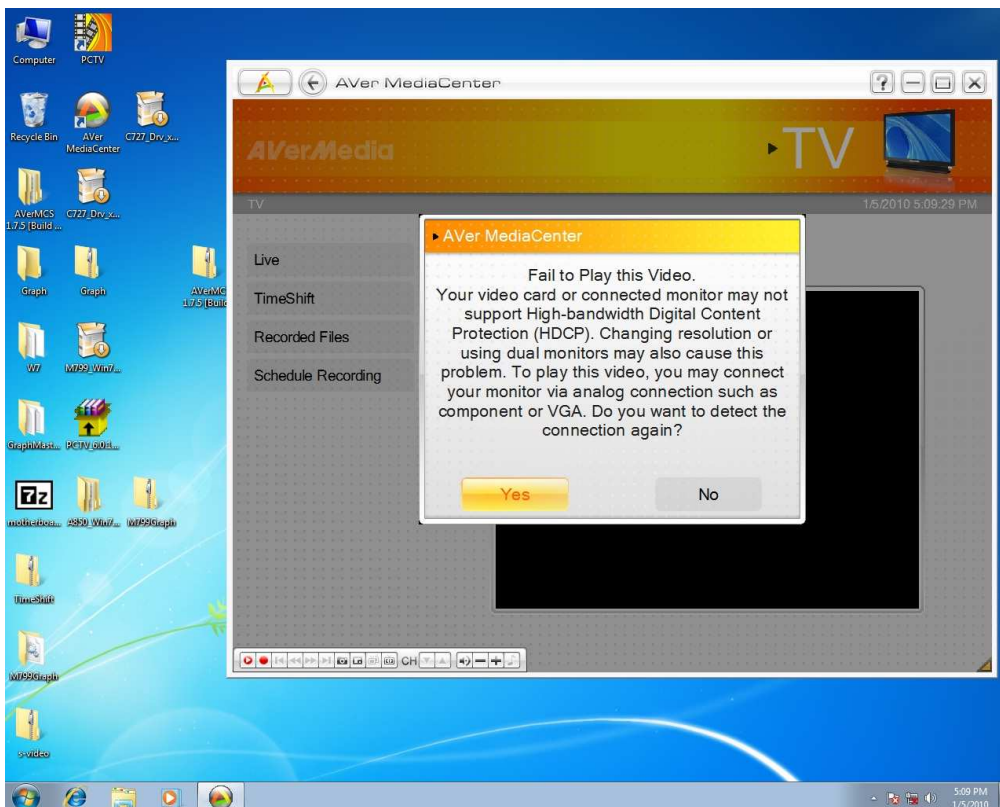 Computer
PCTV
Recycle Bin
AVer
MediaCenter
C727_Drv_x...
AVerMCS
1.7.5 [Build ...
C727_Drv_x...
Graph
Graph
AVerMC
1.7.5 [Build
W7
M799_Win7...
GraphMast...
7z
A850_Win7...
M799Graph
TimeShift
M799Graph
s-video
AVer MediaCenter
?
AVerMedia
TV
TV
1/5/2010 5:09:29 PM
Live
TimeShift
Recorded Files
Schedule Recording
AVer MediaCenter
Fail to Play this Video.
Your video card or connected monitor may not
support High-bandwidth Digital Content
Protection (HDCP). Changing resolution or
using dual monitors may also cause this
problem. To play this video, you may connect
your monitor via analog connection such as
component or VGA. Do you want to detect the
connection again?
Yes
No
CH
5:09 PM
1/5/2010